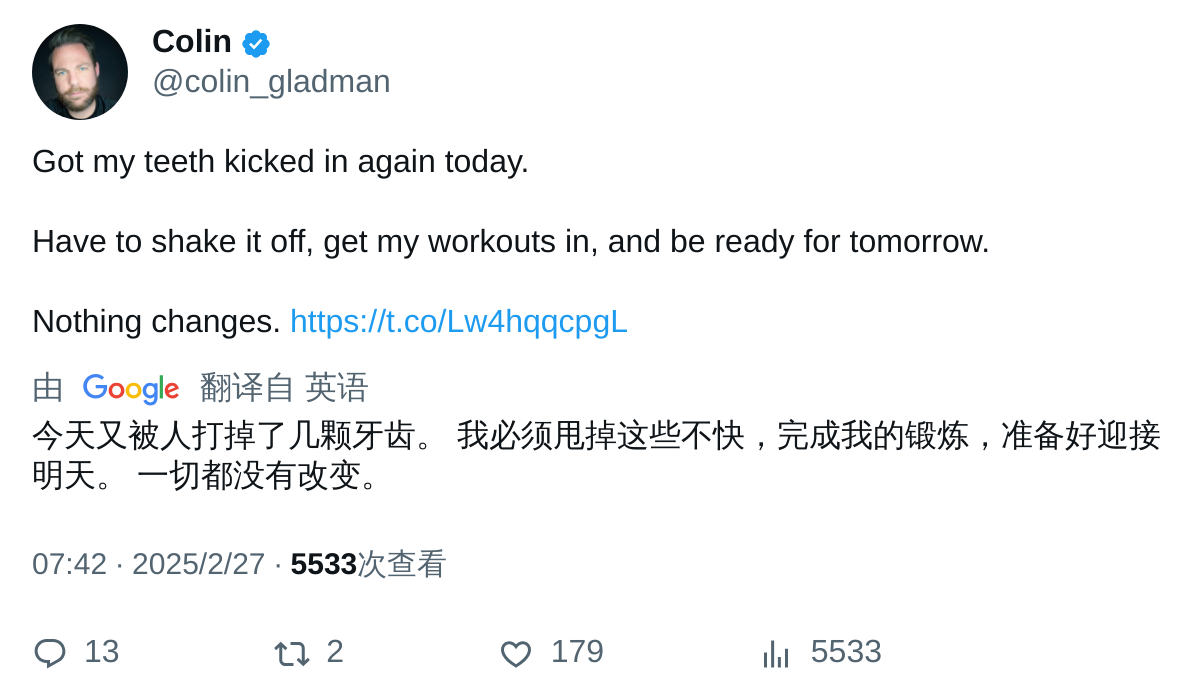 Colin
@colin_gladman
Got my teeth kicked in again today.
Have to shake it off, get my workouts in, and be ready for tomorrow.
Nothing changes. https://t.co/Lw4hqqcpgL
由 Google 翻译自 英语
今天又被人打掉了几颗牙齿。 我必须甩掉这些不快，完成我的锻炼，准备好迎接
明天。 一切都没有改变。
07:42 · 2025/2/27 · 5533次查看
13 2 179 5533